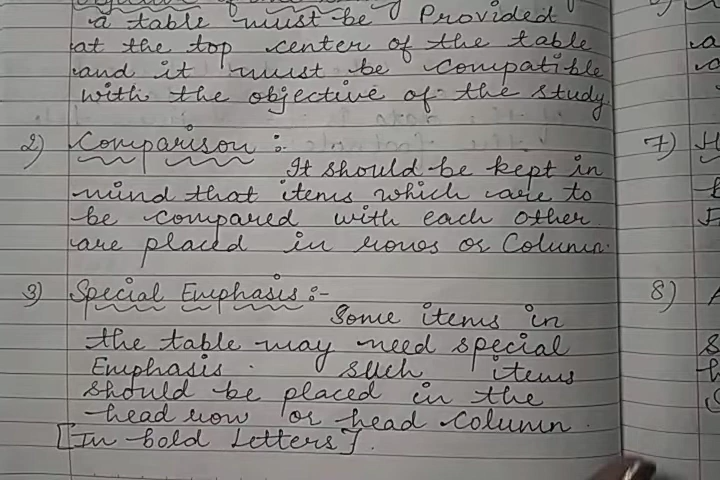 a table must be Provided
at the top center of the table
and it must be compatible
with the objective of the study.
2) Comparison :-
It should be kept in
mind that items which are to
be compared with each other
are placed in rows or Column.
3) Special Emphasis :-
Some items in
the table may need special
Emphasis. such items
should be placed in the
head row or head column.
[In bold Letters].
7) H
8) A